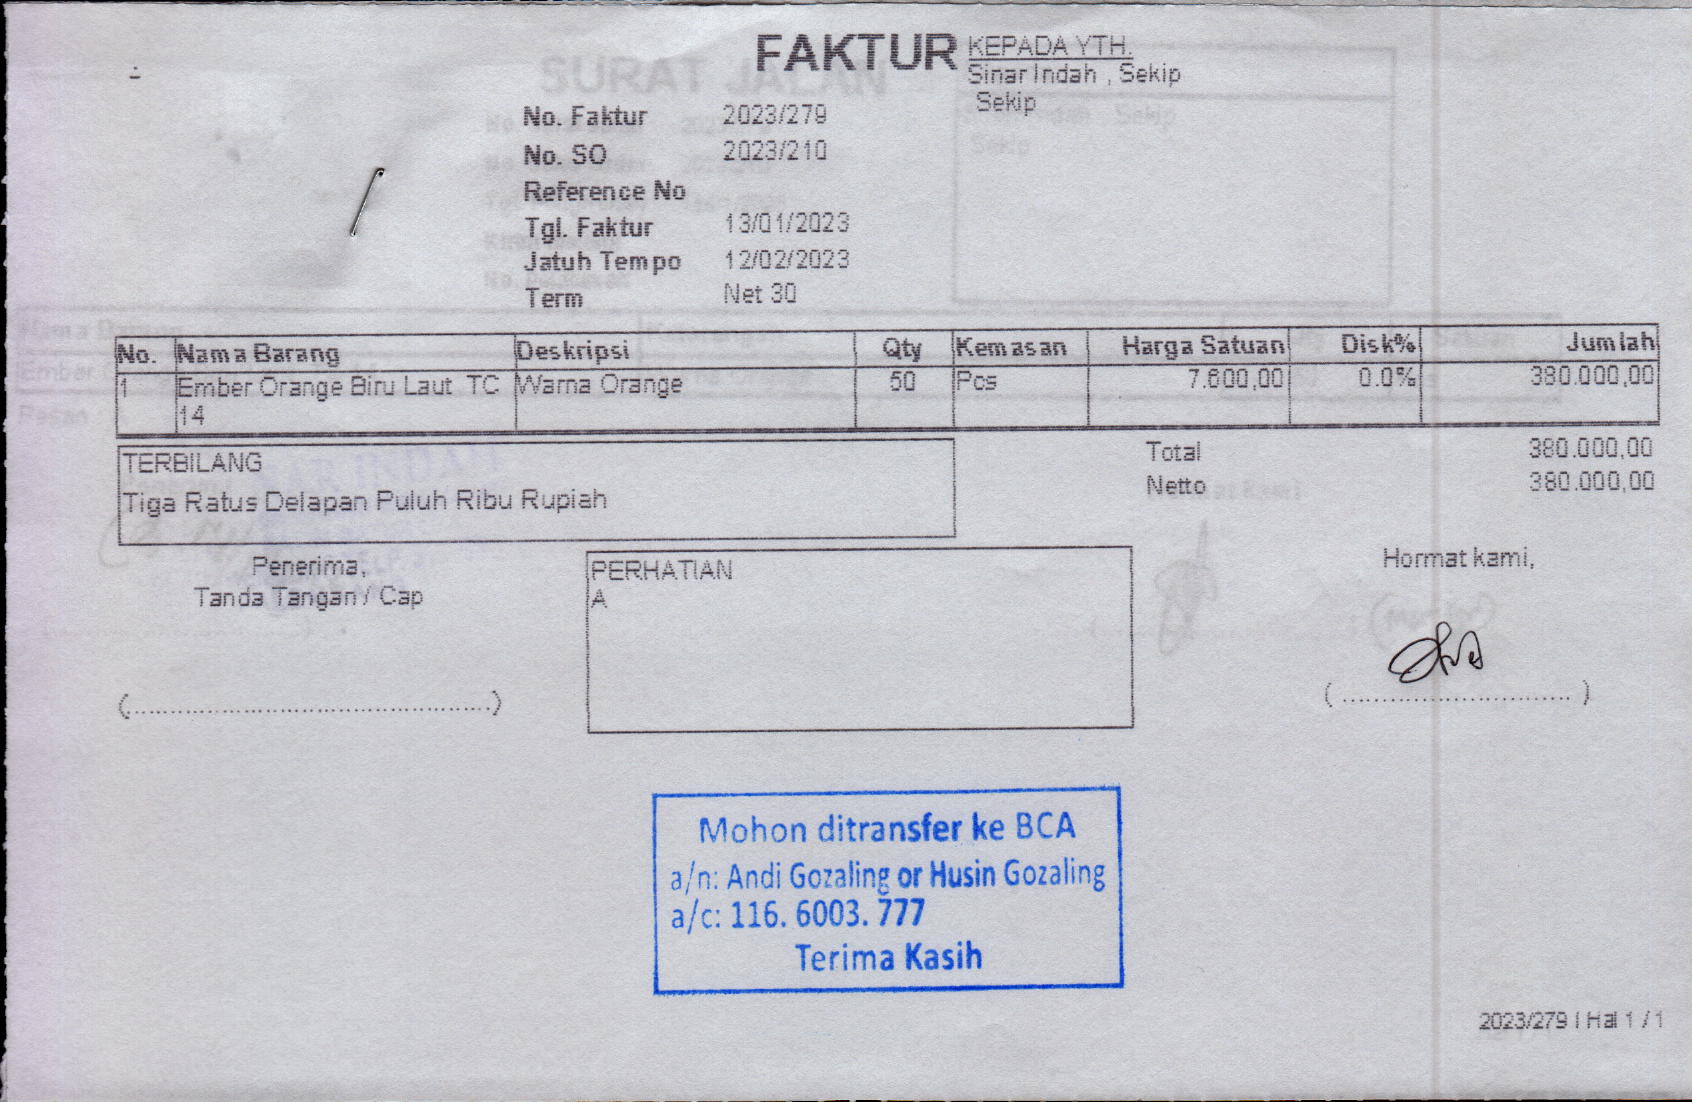 FAKTUR
KEPADA YTH.
Sinar Indah , Sekip
Sekip
No. Faktur 2023/279
No. SO 2023/210
Reference No
Tgl. Faktur 13/01/2023
Jatuh Tempo 12/02/2023
Term Net 30
No. Nama Barang Deskripsi Qty Kemasan Harga Satuan Disk% Jumlah
1 Ember Orange Biru Laut TC Warna Orange 50 Pcs 7.600,00 0.0% 380.000,00
14
Total 380.000,00
Netto 380.000,00
TERBILANG
Tiga Ratus Delapan Puluh Ribu Rupiah
Penerima,
Tanda Tangan / Cap
(..............................................)
PERHATIAN
A
Hormat kami,
( ............................. )
Mohon ditransfer ke BCA
a/n: Andi Gozaling or Husin Gozaling
a/c: 116. 6003. 777
Terima Kasih
2023/279 | Hal 1 / 1